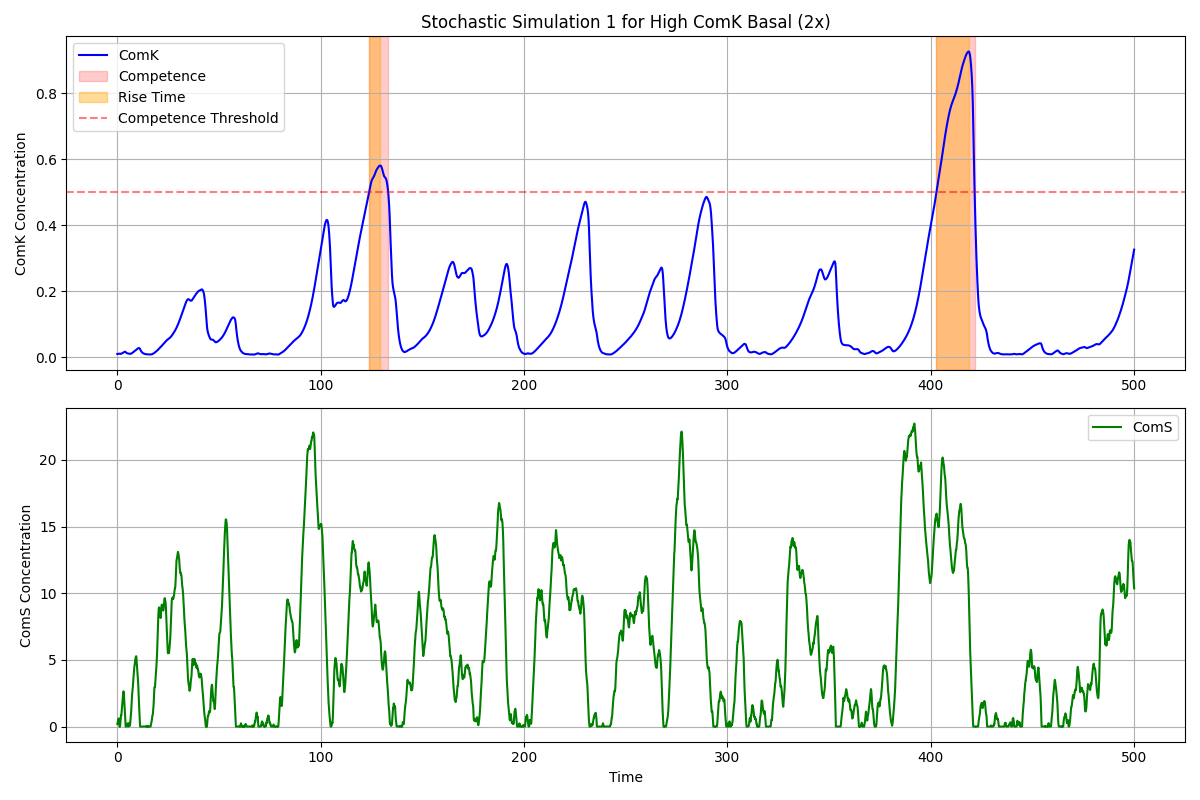 Stochastic Simulation 1 for High ComK Basal (2x)
ComK
Competence
Rise Time
Competence Threshold
ComK Concentration
0.8
0.6
0.4
0.2
0.0
0 100 200 300 400 500
ComS
ComS Concentration
20
15
10
5
0
0 100 200 300 400 500
Time